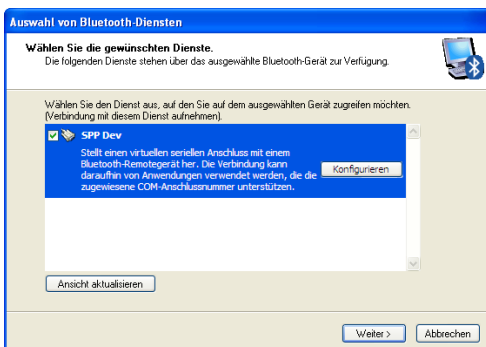 Auswahl von Bluetooth-Diensten
Wählen Sie die gewünschten Dienste.
Die folgenden Dienste stehen über das ausgewählte Bluetooth-Gerät zur Verfügung.
Wählen Sie den Dienst aus, auf den Sie auf dem ausgewählten Gerät zugreifen möchten.
(Verbindung mit diesem Dienst aufnehmen).
SPP Dev
Stellt einen virtuellen seriellen Anschluss mit einem
Bluetooth-Remotegerät her. Die Verbindung kann
daraufhin von Anwendungen verwendet werden, die die
zugewiesene COM-Anschlussnummer unterstützen.
Konfigurieren
Ansicht aktualisieren
Weiter >
Abbrechen